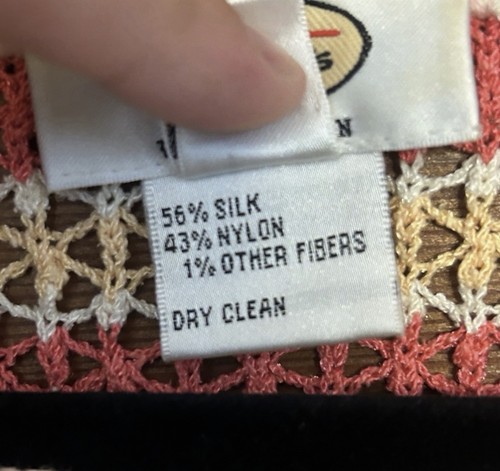 56% SILK
43% NYLON
1% OTHER FIBERS
DRY CLEAN